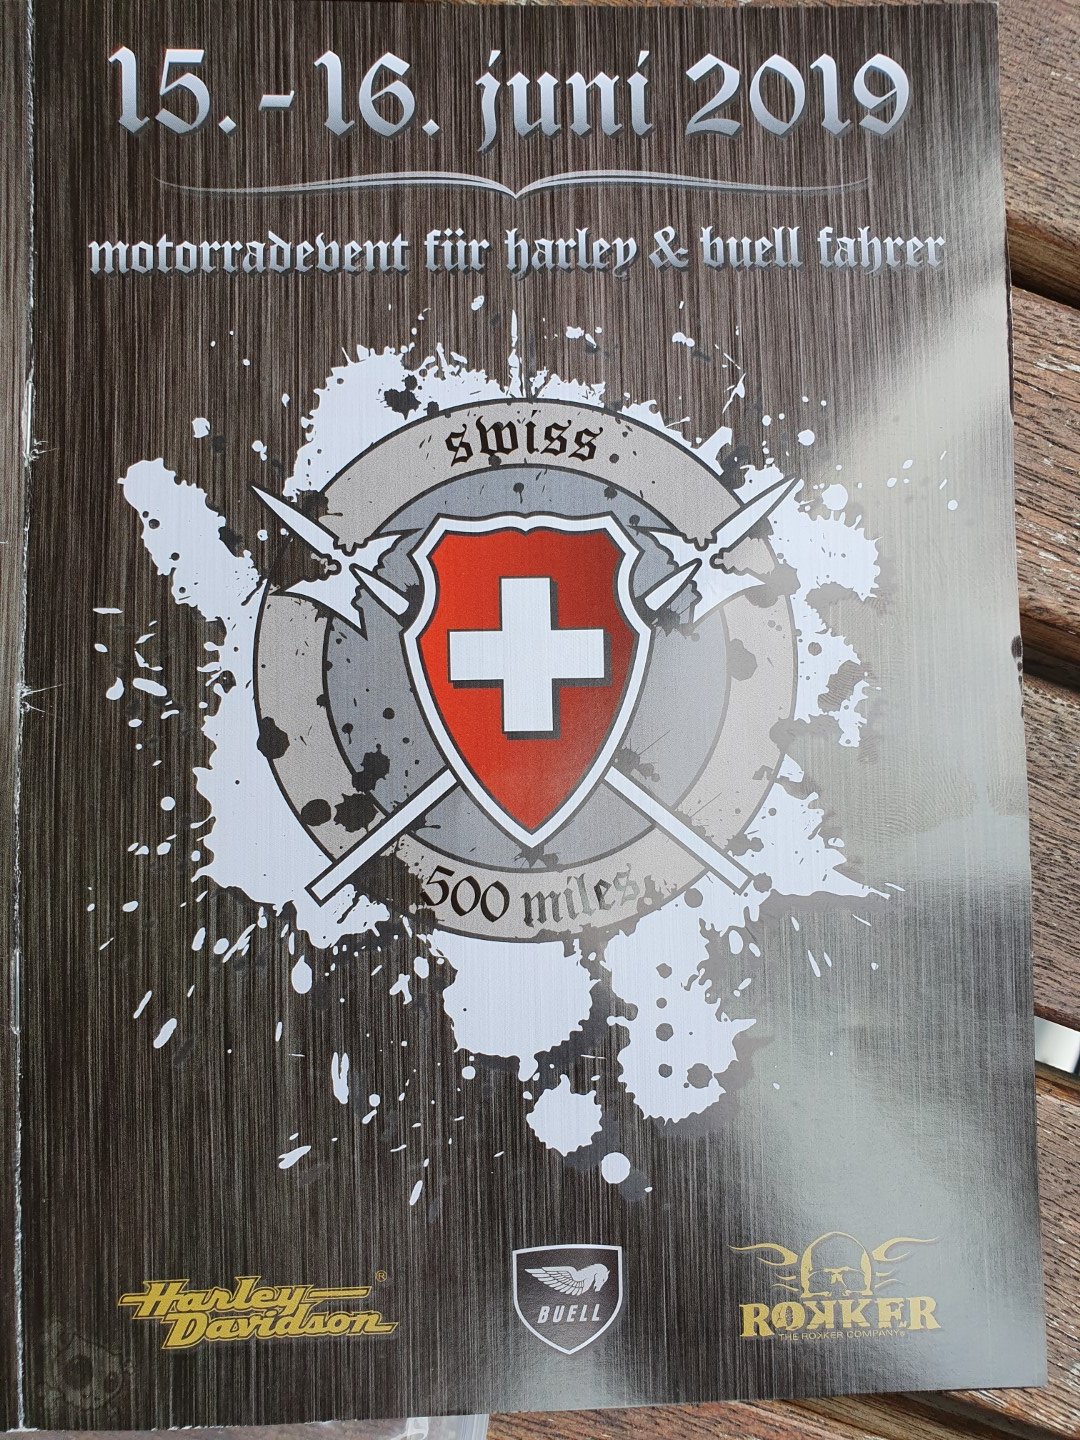 15. - 16. juni 2019
motorradevent für harley & buell fahrer
swiss
500 miles
Harley
Davidson ®
BUELL
ROKKER
THE ROKKER COMPANY®